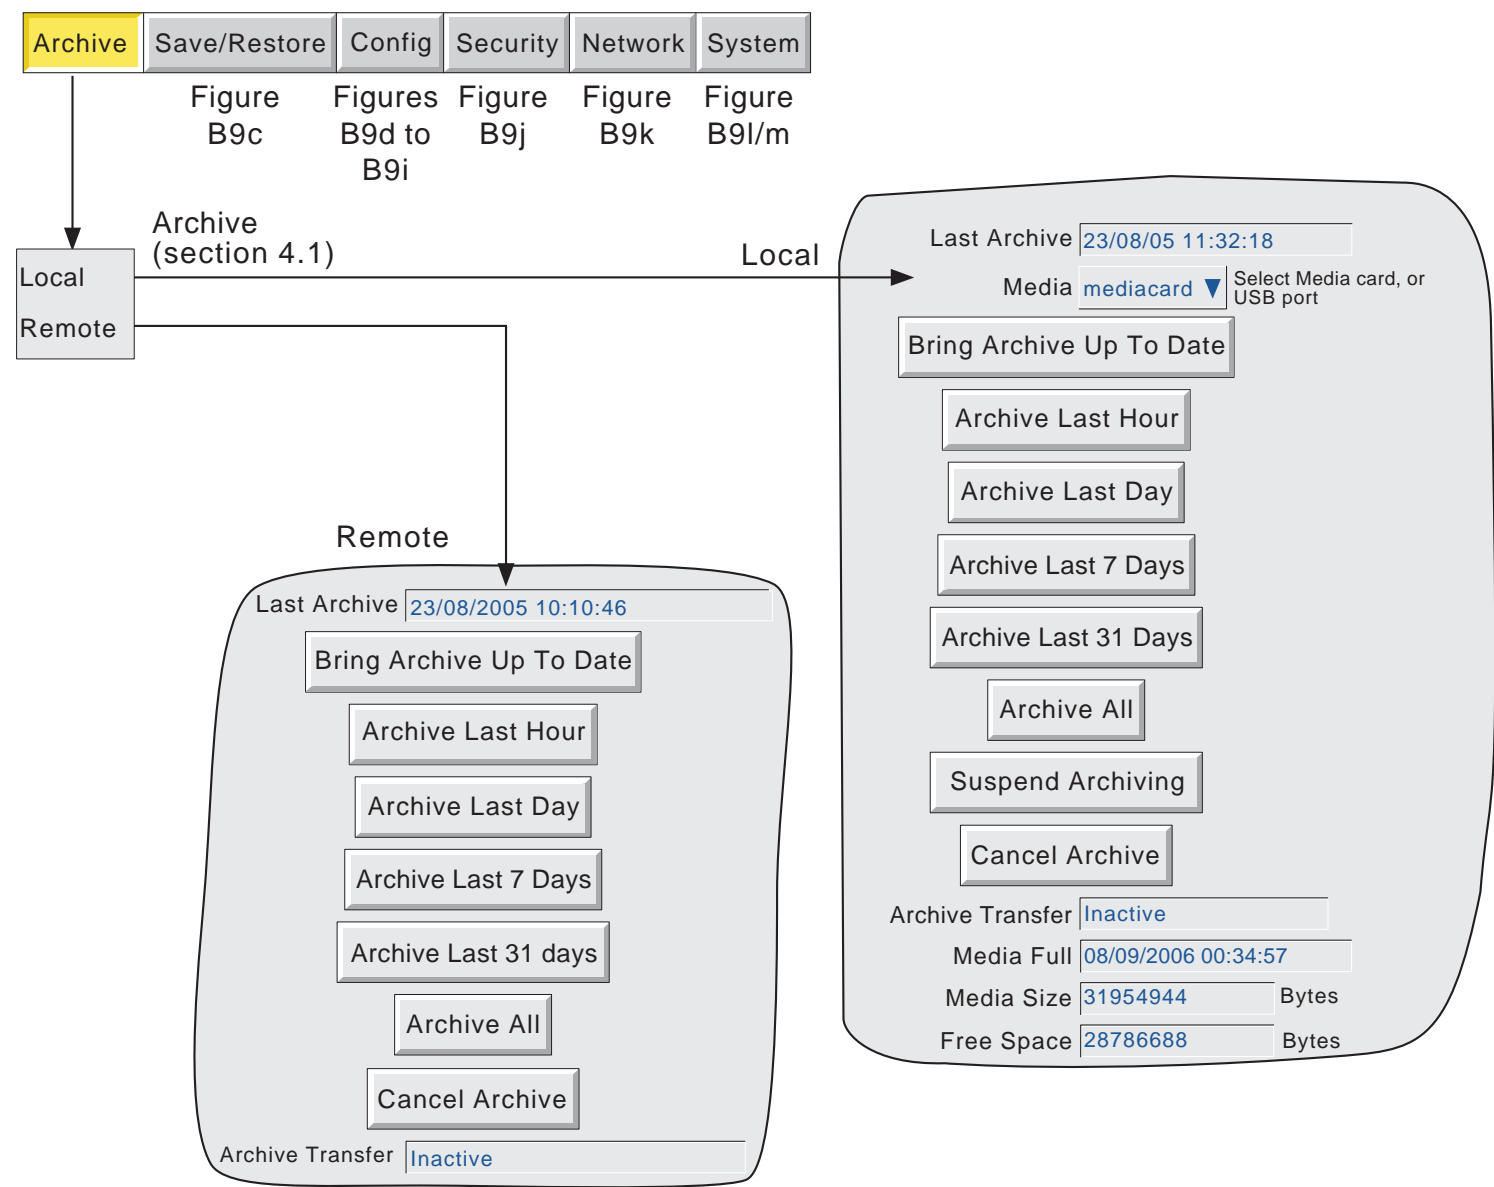 Archive Save/Restore Config Security Network System
Figure B9c
Figures B9d to B9i
Figure B9j
Figure B9k
Figure B9l/m
Archive
(section 4.1)
Local
Local
Remote
Last Archive 23/08/05 11:32:18
Media mediacard ▼ Select Media card, or
USB port
Bring Archive Up To Date
Archive Last Hour
Archive Last Day
Archive Last 7 Days
Archive Last 31 Days
Archive All
Suspend Archiving
Cancel Archive
Archive Transfer Inactive
Media Full 08/09/2006 00:34:57
Media Size 31954944 Bytes
Free Space 28786688 Bytes
Remote
Last Archive 23/08/2005 10:10:46
Bring Archive Up To Date
Archive Last Hour
Archive Last Day
Archive Last 7 Days
Archive Last 31 days
Archive All
Cancel Archive
Archive Transfer Inactive